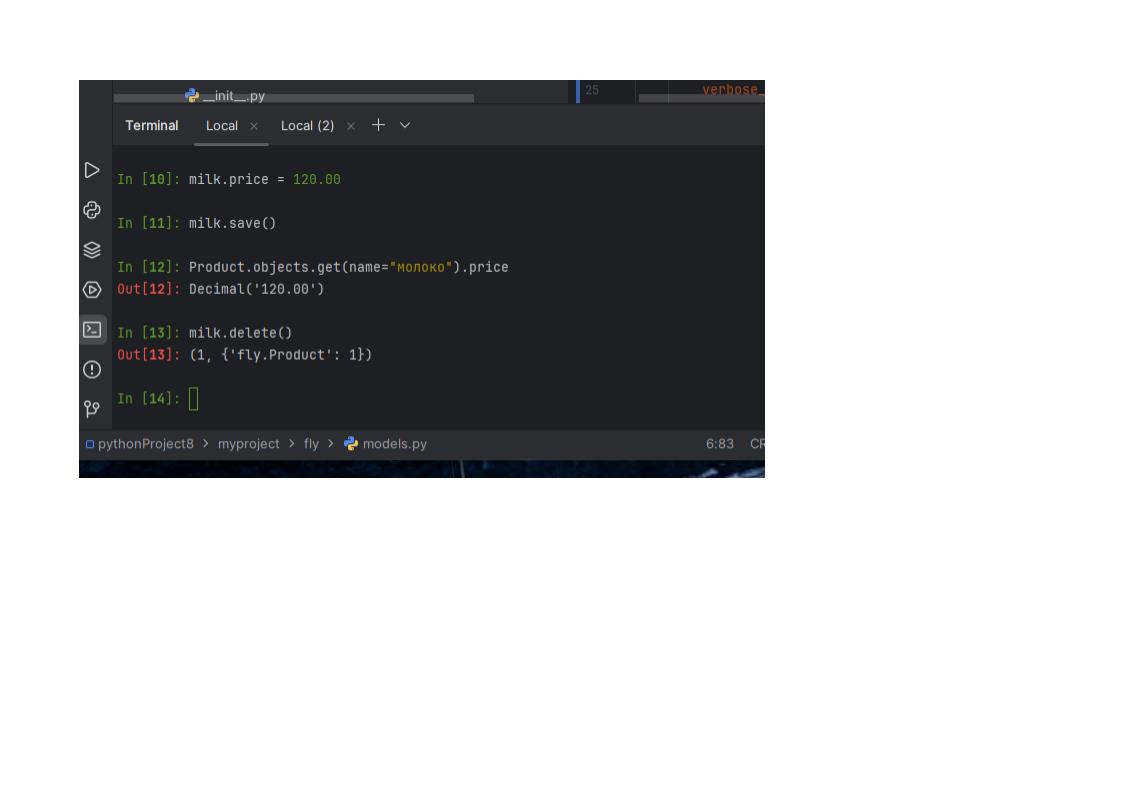 __init__.py
25
verbose_
Terminal Local × Local (2) ×
In [10]: milk.price = 120.00
In [11]: milk.save()
In [12]: Product.objects.get(name="молоко").price
Out[12]: Decimal('120.00')
In [13]: milk.delete()
Out[13]: (1, {'fly.Product': 1})
In [14]:
pythonProject8 > myproject > fly > models.py 6:83 CR